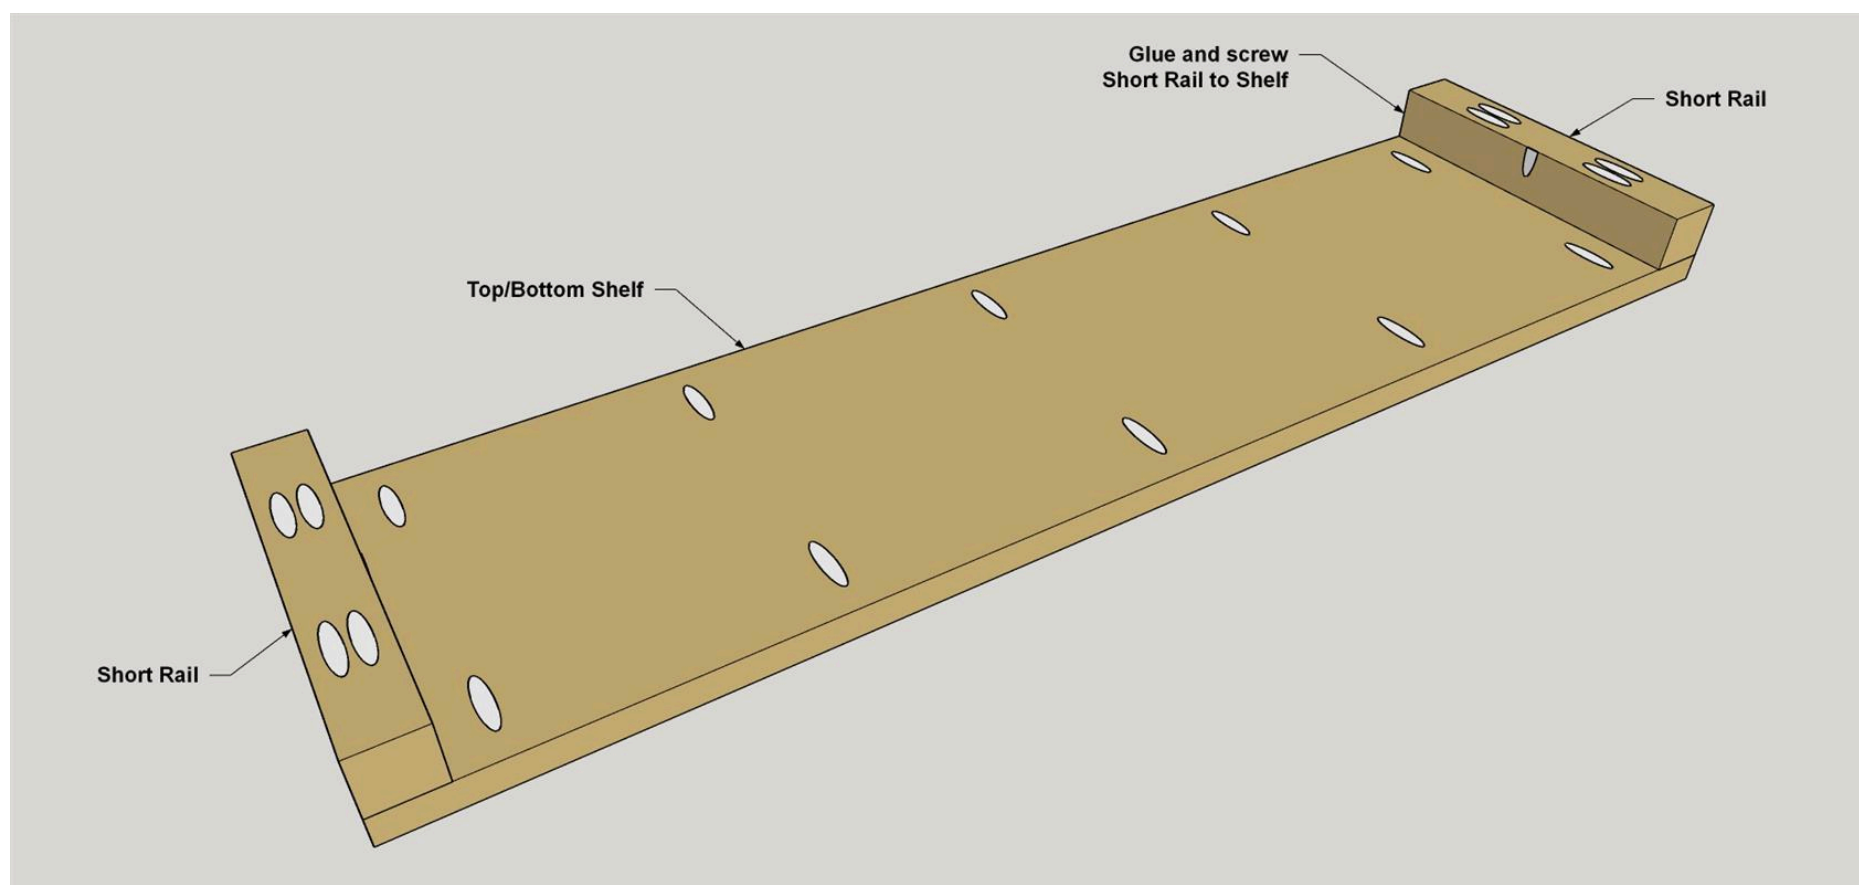 Glue and screw
Short Rail to Shelf
Short Rail
Top/Bottom Shelf
Short Rail